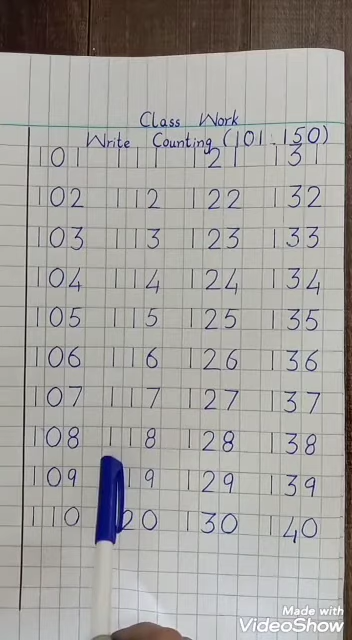 Class Work
Write Counting (101-150)
101 111 121 131
102 112 122 132
103 113 123 133
104 114 124 134
105 115 125 135
106 116 126 136
107 117 127 137
108 118 128 138
109 19 129 139
110 20 130 140
Made with
VideoShow